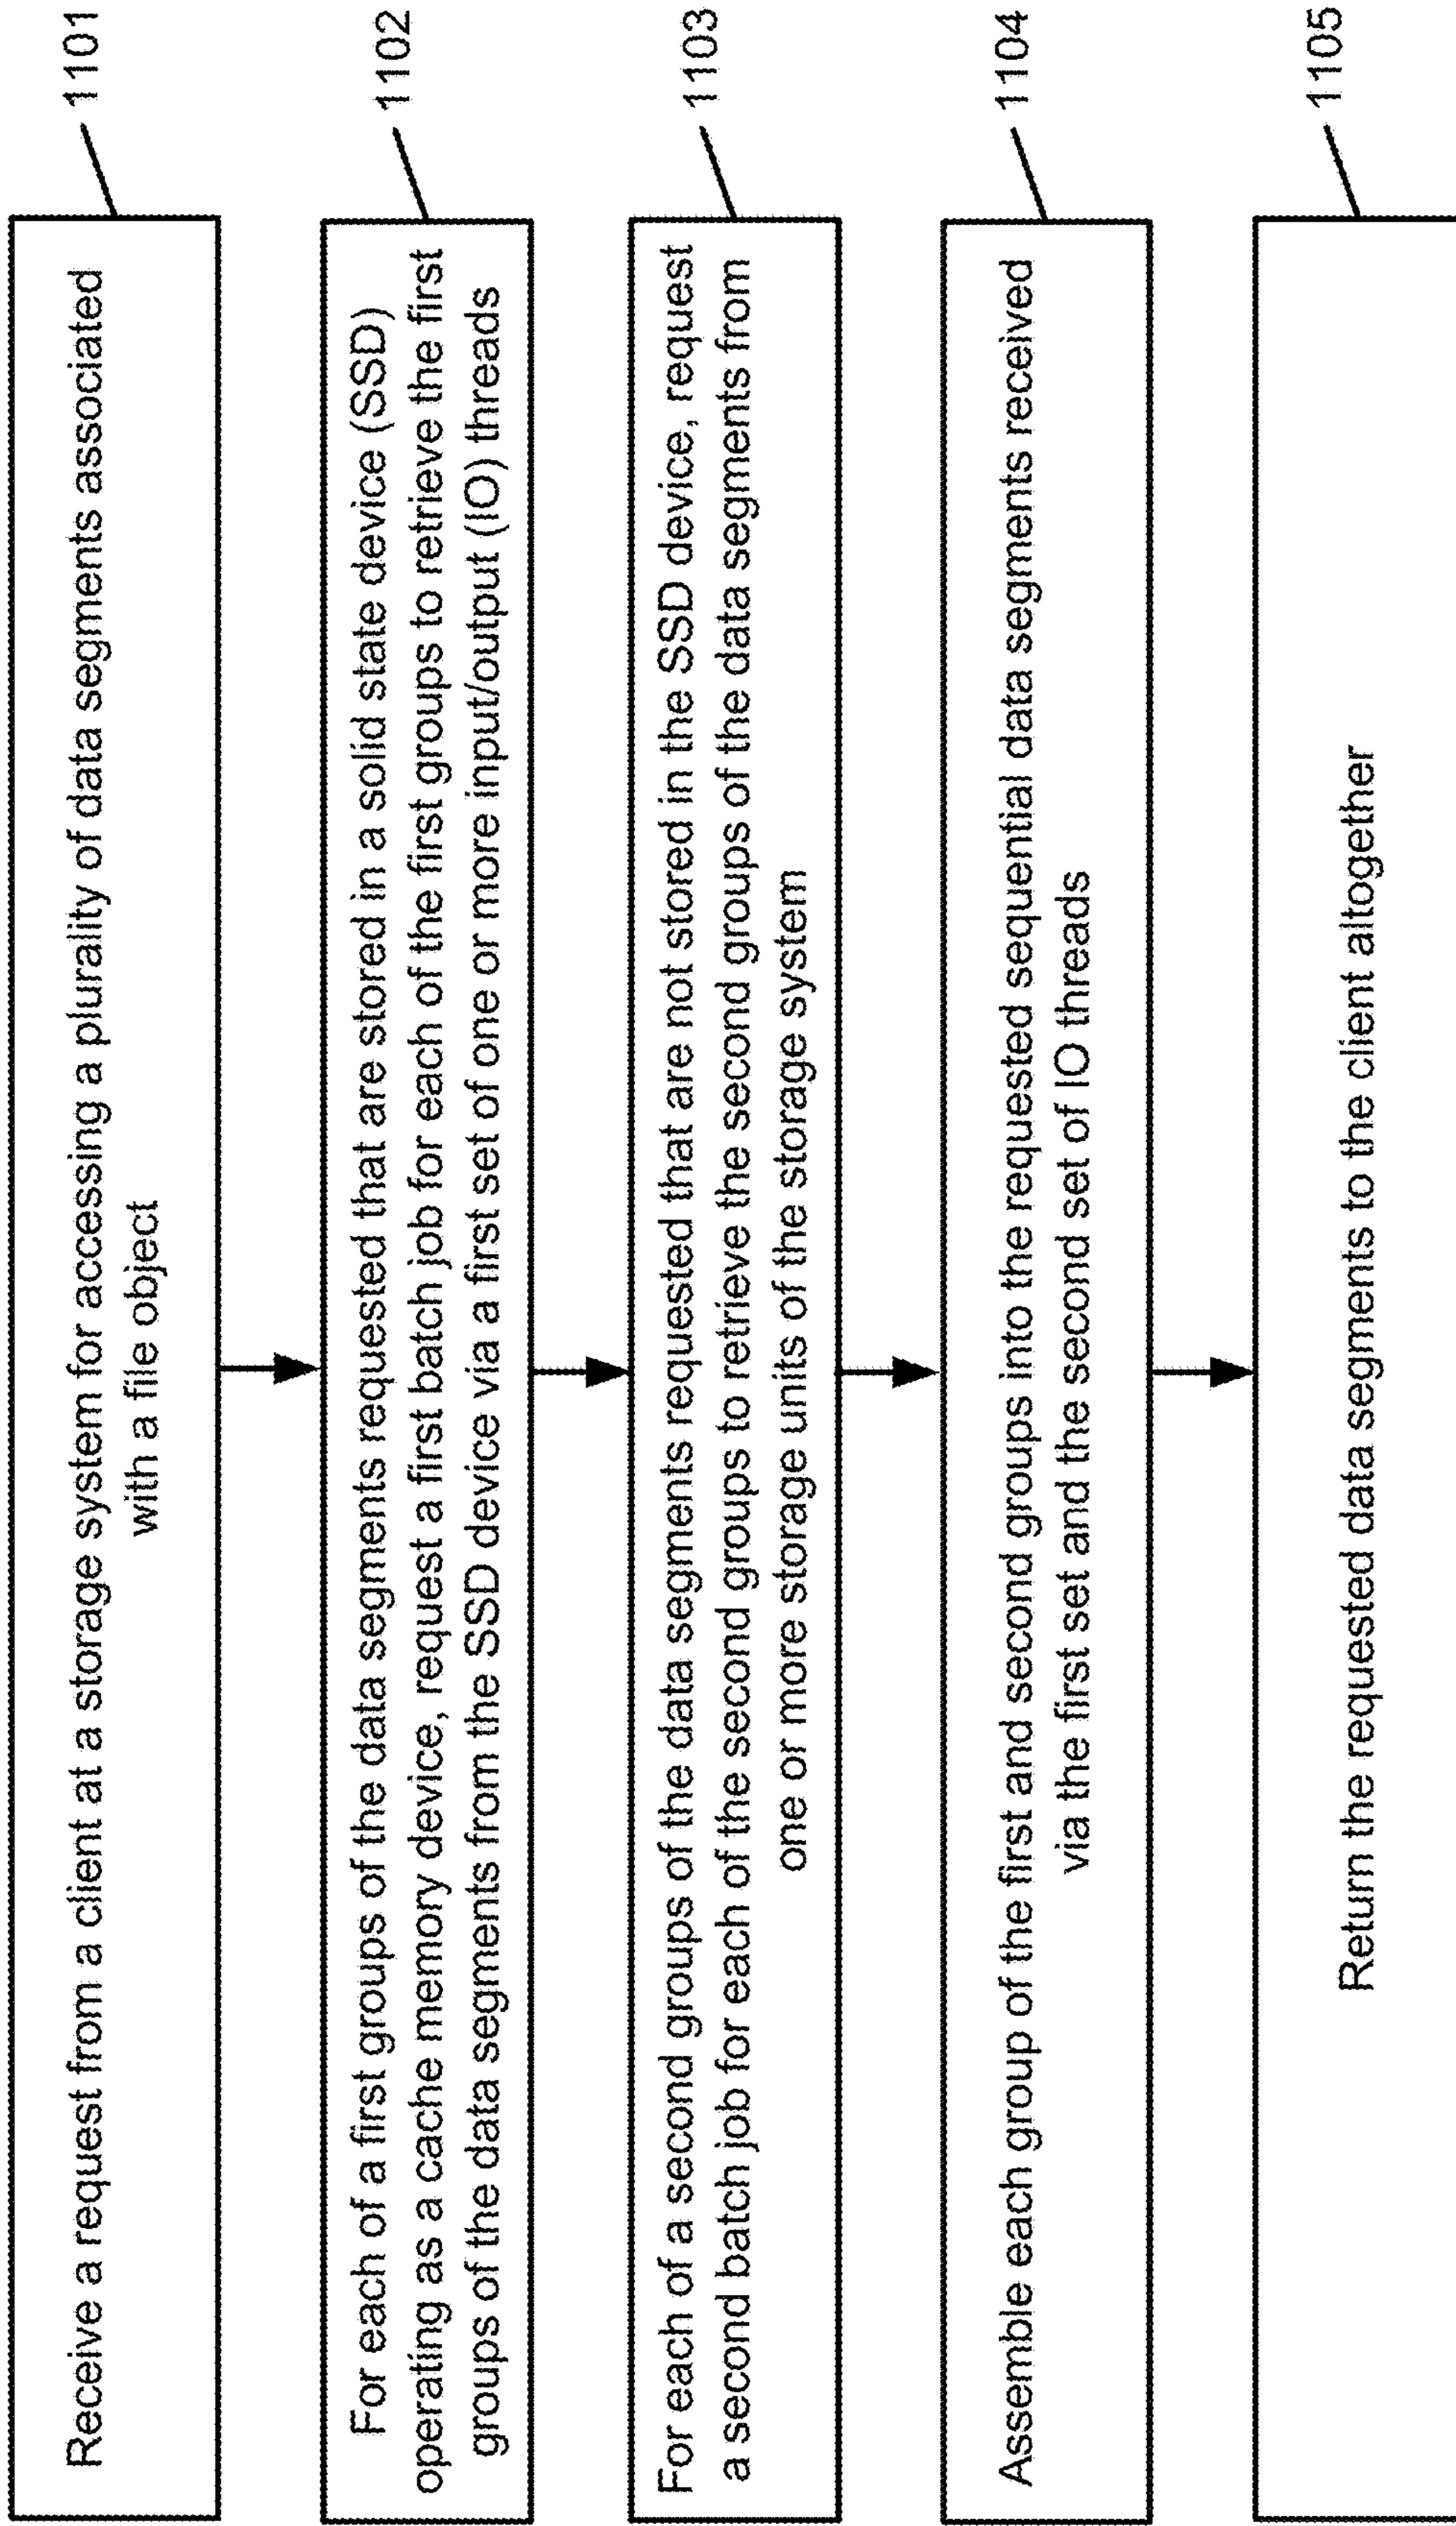 Receive a request from a client at a storage system for accessing a plurality of data segments associated
with a file object
1101
For each of a first groups of the data segments requested that are stored in a solid state device (SSD)
operating as a cache memory device, request a first batch job for each of the first groups to retrieve the first
groups of the data segments from the SSD device via a first set of one or more input/output (IO) threads
1102
For each of a second groups of the data segments requested that are not stored in the SSD device, request
a second batch job for each of the second groups to retrieve the second groups of the data segments from
one or more storage units of the storage system
1103
Assemble each group of the first and second groups into the requested sequential data segments received
via the first set and the second set of IO threads
1104
Return the requested data segments to the client altogether
1105